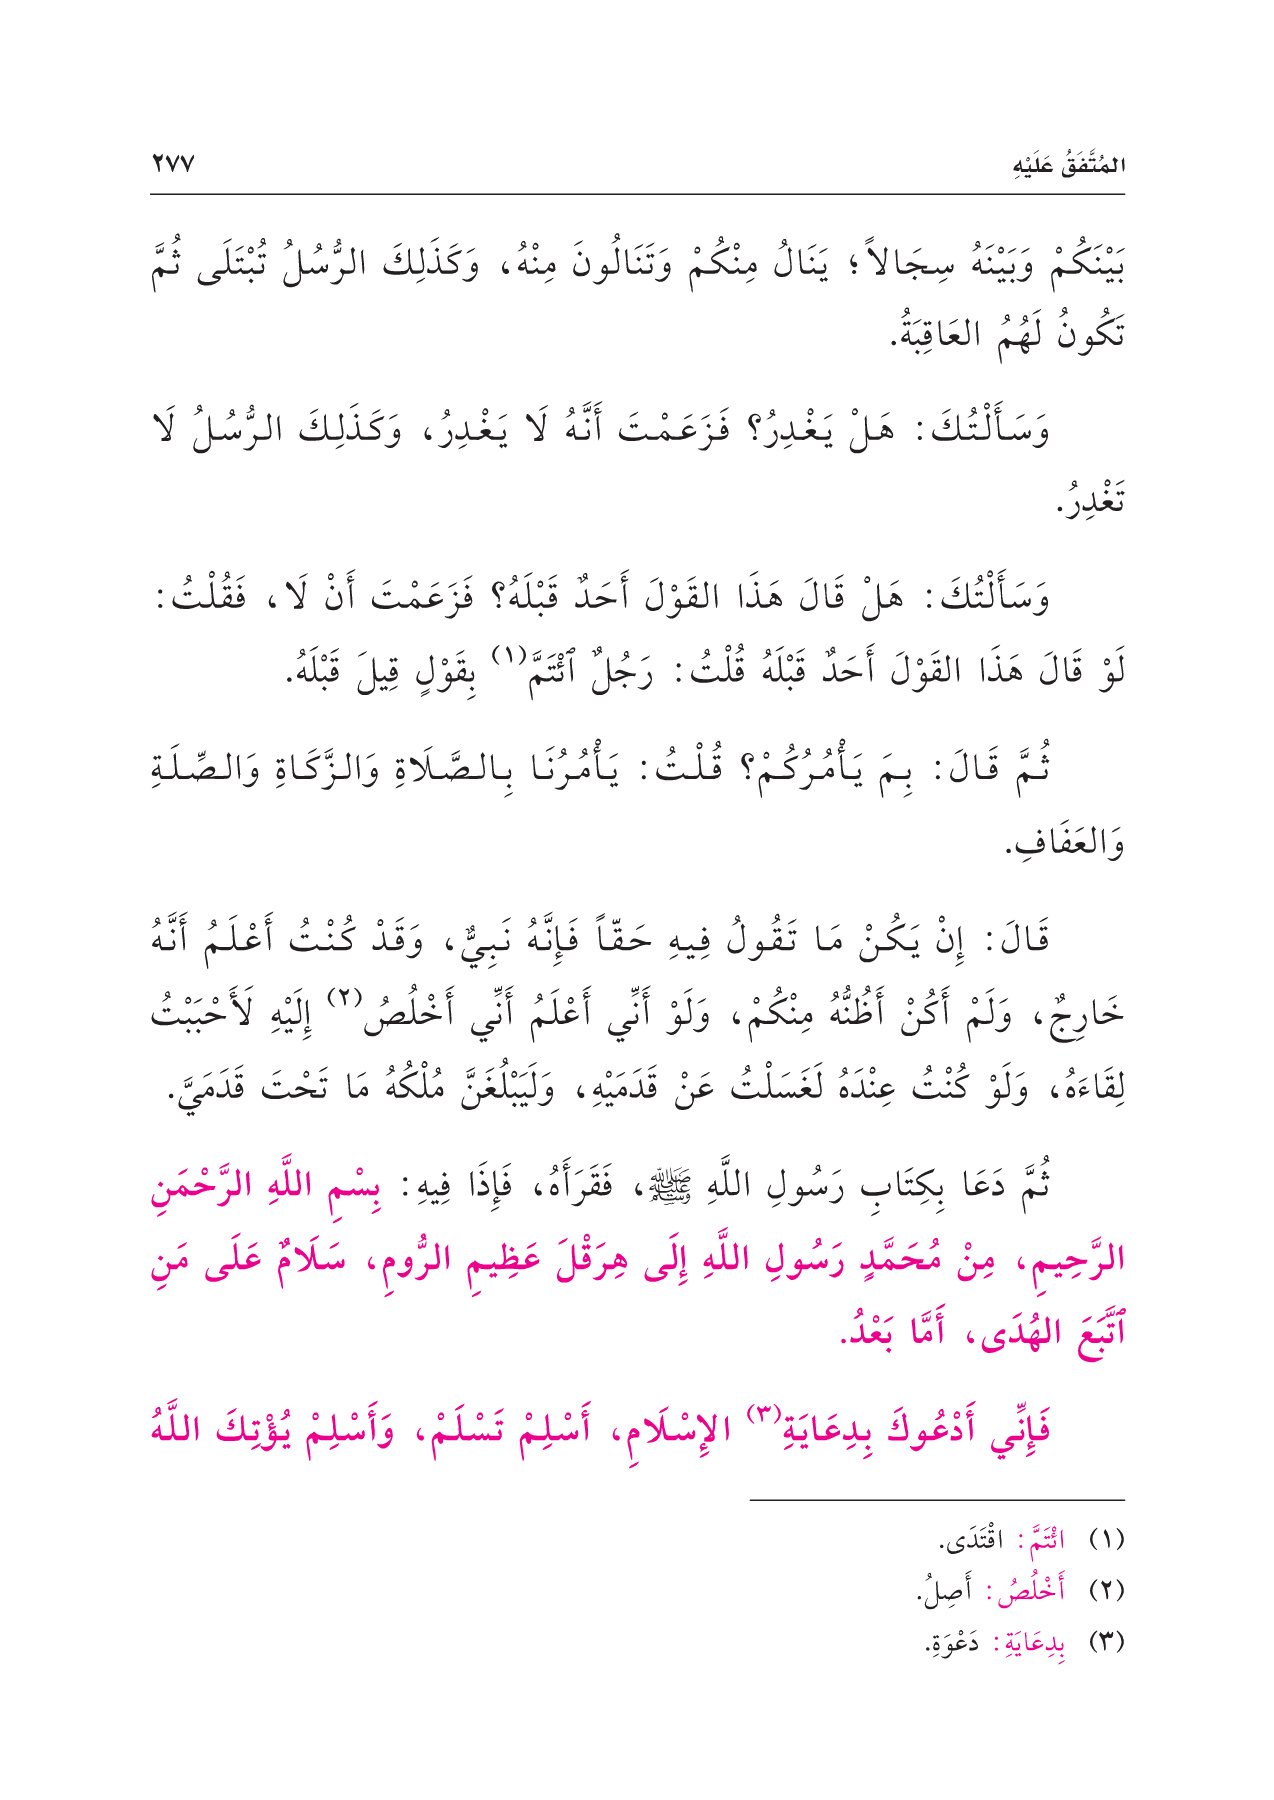 المُتَّفَقُ عَلَيْهِ ٢٧٧
بَيْنَكُمْ وَبَيْنَهُ سِجَالاً؛ يَنَالُ مِنْكُمْ وَتَنَالُونَ مِنْهُ، وَكَذَلِكَ الرُّسُلُ تُبْتَلَى ثُمَّ
تَكُونُ لَهُمُ العَاقِبَةُ.
وَسَأَلْتُكَ: هَلْ يَغْدِرُ؟ فَزَعَمْتَ أَنَّهُ لَا يَغْدِرُ، وَكَذَلِكَ الرُّسُلُ لَا
تَغْدِرُ.
وَسَأَلْتُكَ: هَلْ قَالَ هَذَا القَوْلَ أَحَدٌ قَبْلَهُ؟ فَزَعَمْتَ أَنْ لَا، فَقُلْتُ:
لَوْ قَالَ هَذَا القَوْلَ أَحَدٌ قَبْلَهُ قُلْتُ: رَجُلٌ ٱئْتَمَّ(١) بِقَوْلٍ قِيلَ قَبْلَهُ.
ثُمَّ قَالَ: بِمَ يَأْمُرُكُمْ؟ قُلْتُ: يَأْمُرُنَا بِالصَّلَاةِ وَالزَّكَاةِ وَالصِّلَةِ
وَالعَفَافِ.
قَالَ: إِنْ يَكُنْ مَا تَقُولُ فِيهِ حَقّاً فَإِنَّهُ نَبِيٌّ، وَقَدْ كُنْتُ أَعْلَمُ أَنَّهُ
خَارِجٌ، وَلَمْ أَكُنْ أَظُنُّهُ مِنْكُمْ، وَلَوْ أَنِّي أَعْلَمُ أَنِّي أَخْلُصُ(٢) إِلَيْهِ لَأَحْبَبْتُ
لِقَاءَهُ، وَلَوْ كُنْتُ عِنْدَهُ لَغَسَلْتُ عَنْ قَدَمَيْهِ، وَلَيَبْلُغَنَّ مُلْكُهُ مَا تَحْتَ قَدَمَيَّ.
ثُمَّ دَعَا بِكِتَابِ رَسُولِ اللَّهِ ﷺ، فَقَرَأَهُ، فَإِذَا فِيهِ: بِسْمِ اللَّهِ الرَّحْمَنِ
الرَّحِيمِ، مِنْ مُحَمَّدٍ رَسُولِ اللَّهِ إِلَى هِرَقْلَ عَظِيمِ الرُّومِ، سَلَامٌ عَلَى مَنِ
ٱتَّبَعَ الهُدَى، أَمَّا بَعْدُ.
فَإِنِّي أَدْعُوكَ بِدِعَايَةِ(٣) الإِسْلَامِ، أَسْلِمْ تَسْلَمْ، وَأَسْلِمْ يُؤْتِكَ اللَّهُ
(١) ائْتَمَّ: اقْتَدَى.
(٢) أَخْلُصُ: أَصِلُ.
(٣) بِدِعَايَةِ: دَعْوَةِ.